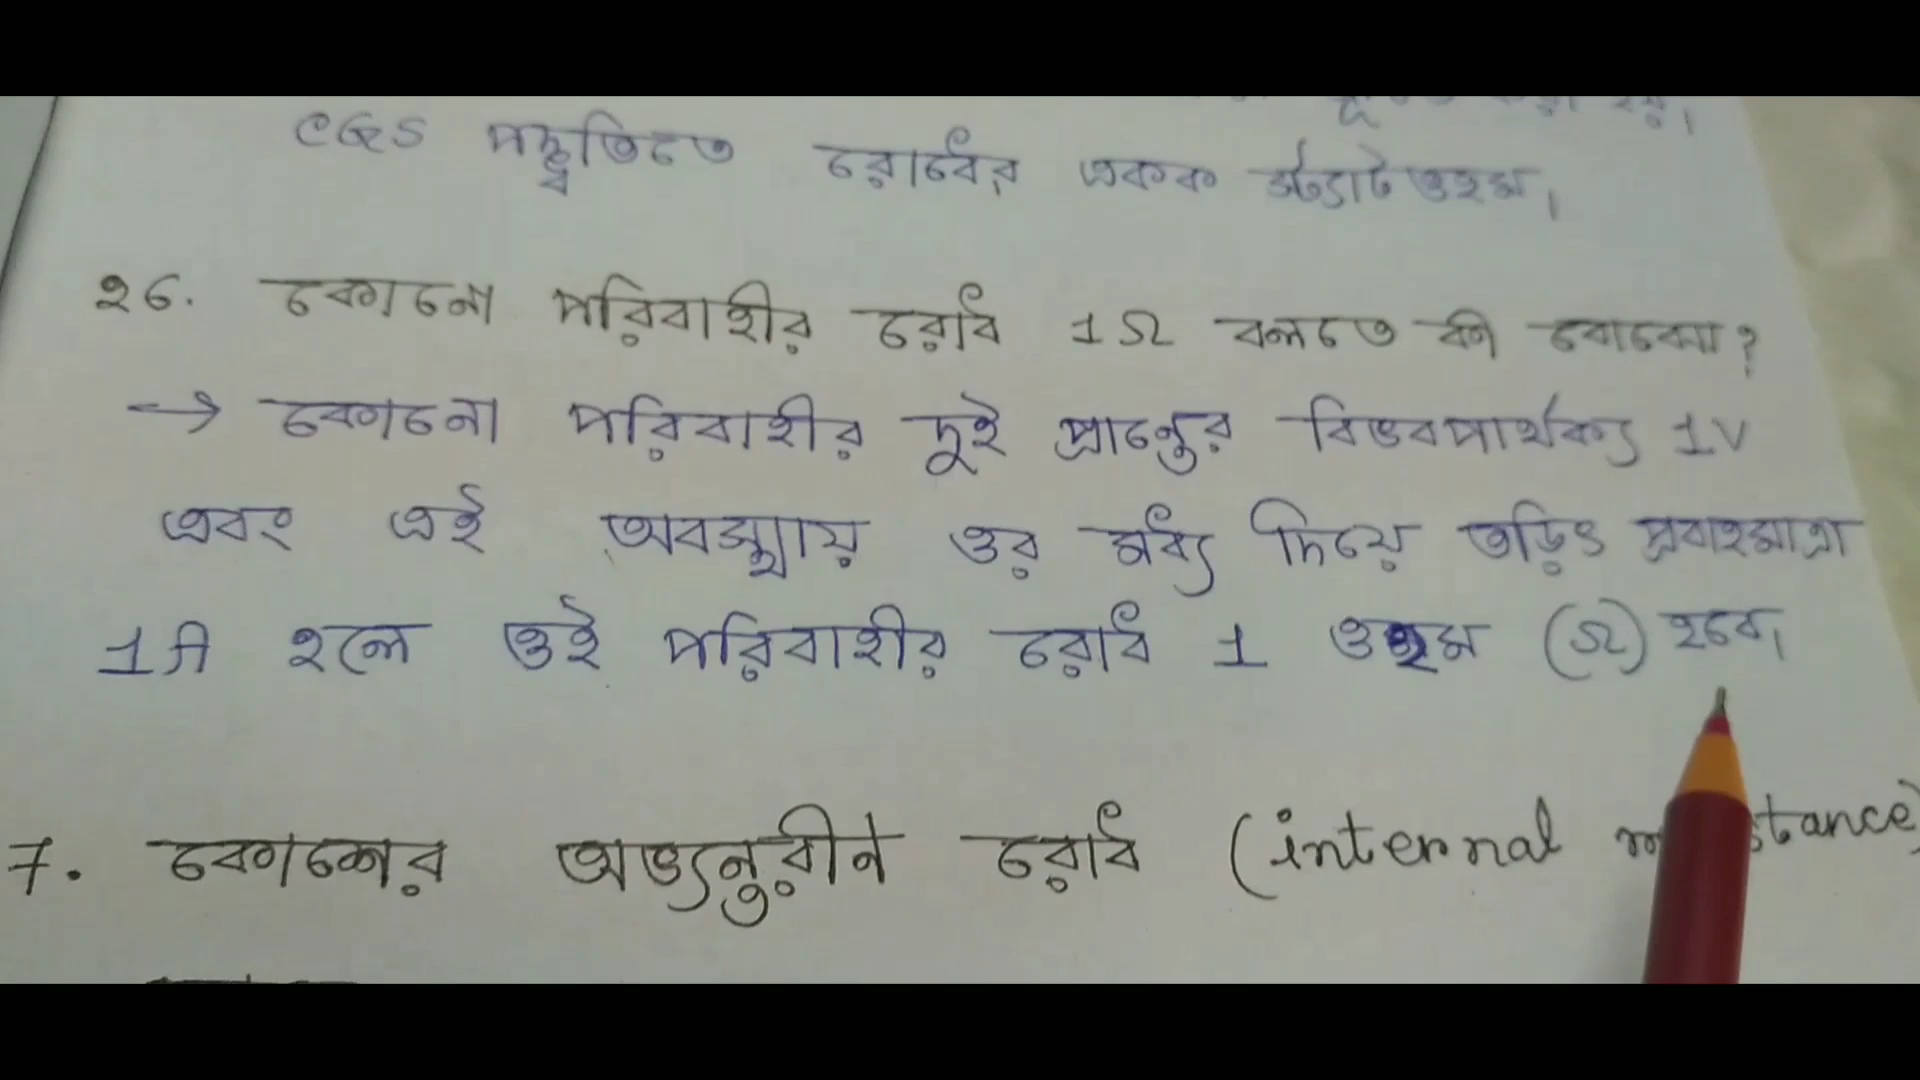 CGS পদ্ধতিতে রোধের একক স্ট্যাটওহম।
২৬. কোনো পরিবাহীর রোধ 1Ω বলতে কী বোঝো?
→ কোনো পরিবাহীর দুই প্রান্তের বিভবপার্থক্য 1V
এবং এই অবস্থায় ওর মধ্য দিয়ে তড়িৎ প্রবাহমাত্রা
1A হলে ওই পরিবাহীর রোধ 1 ওহম (Ω) হবে।
7. কোশের অভ্যন্তরীন রোধ (internal